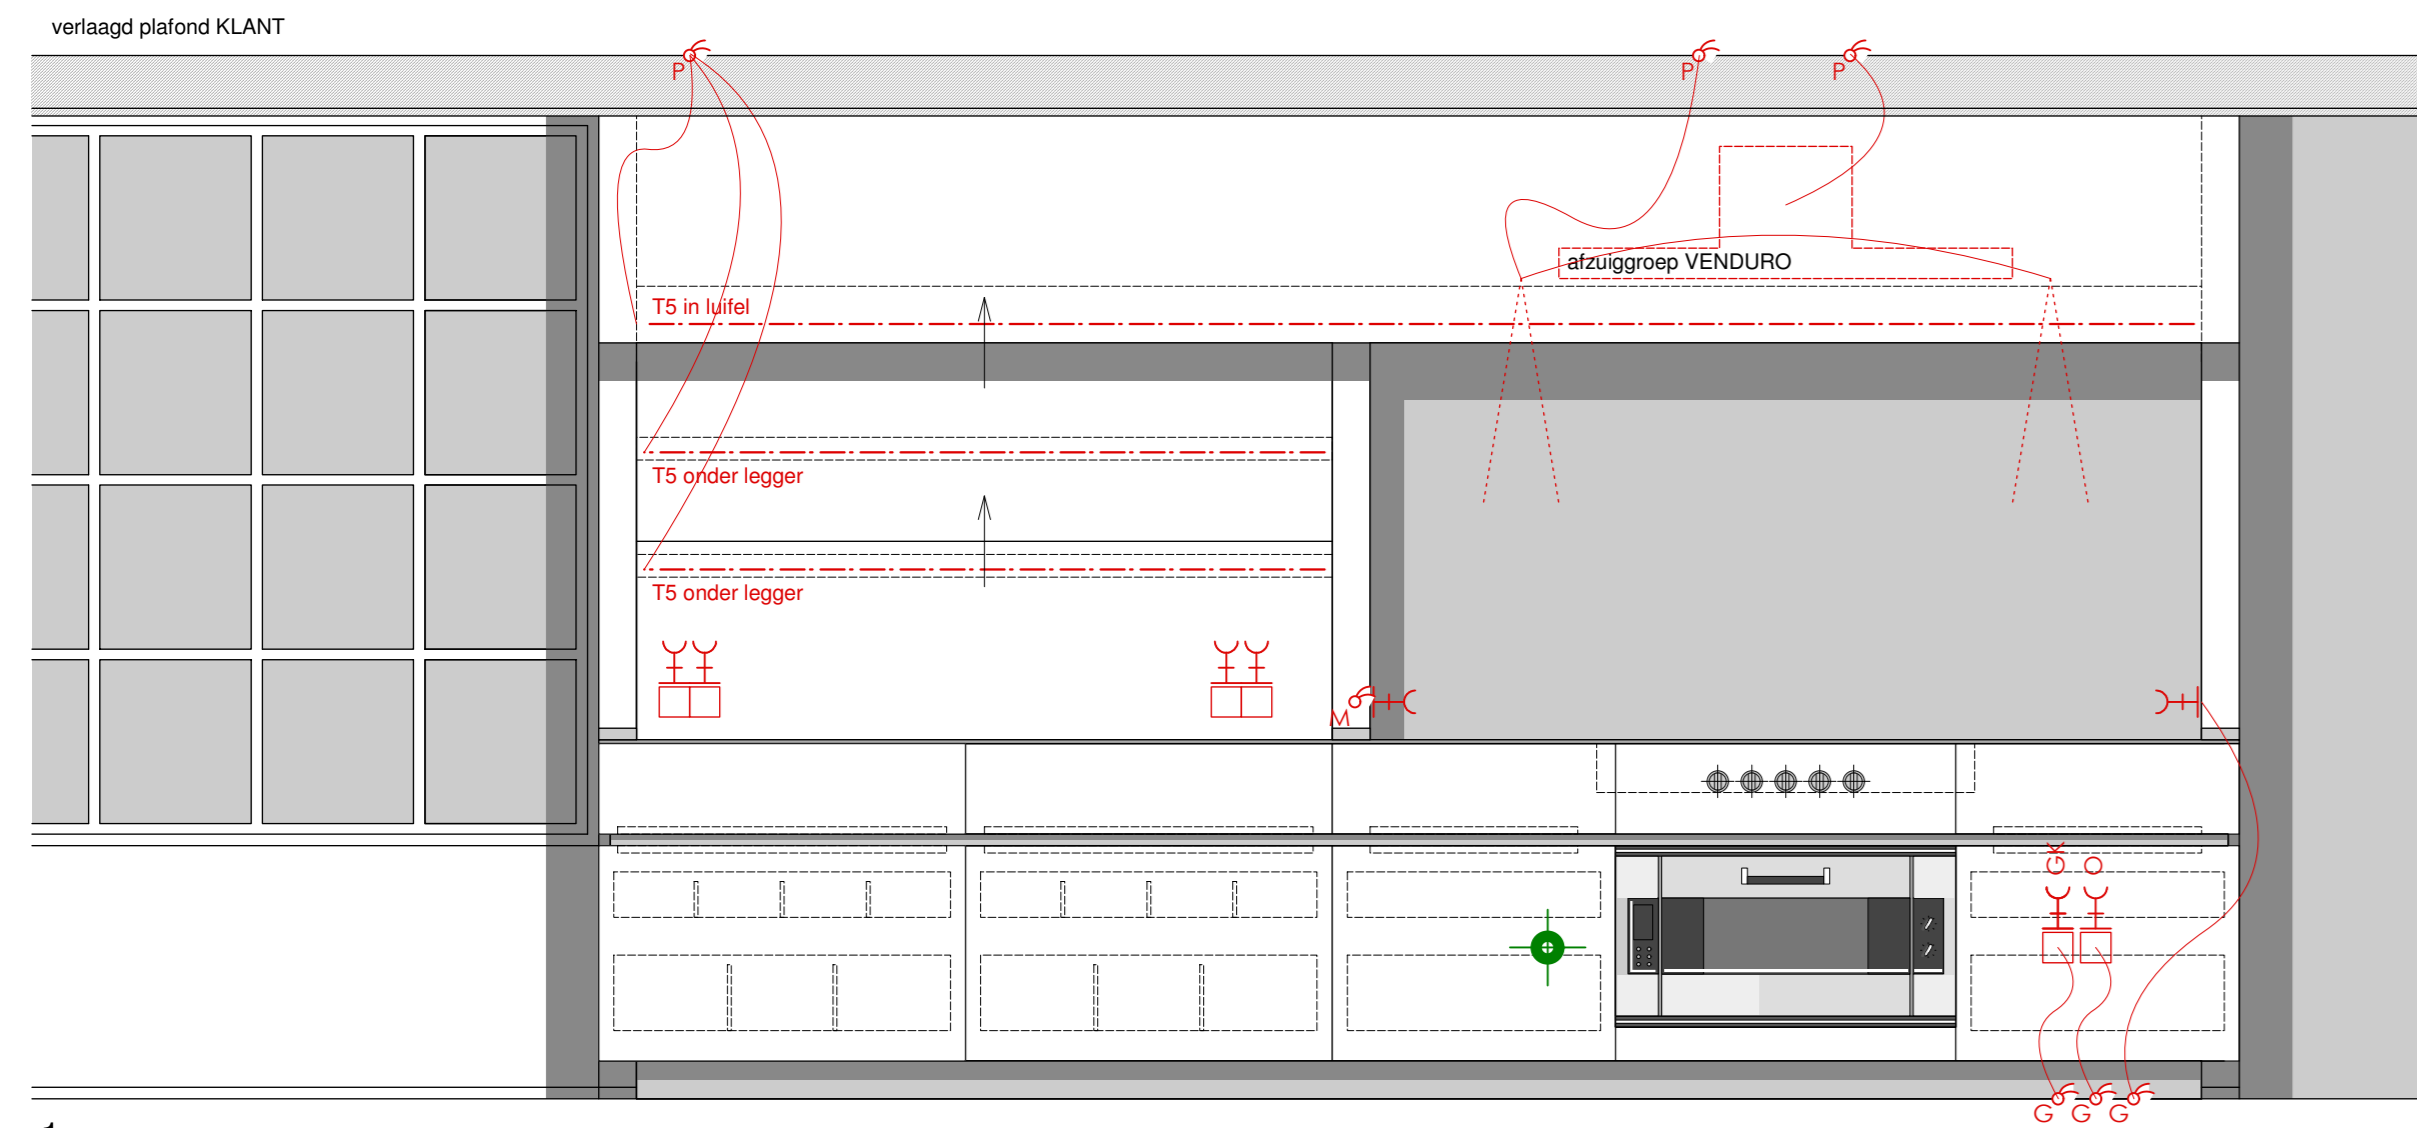 verlaagd plafond KLANT
P
P
P
afzuiggroep VENDURO
T5 in luifel
T5 onder legger
T5 onder legger
M
GK
O
G
G
G